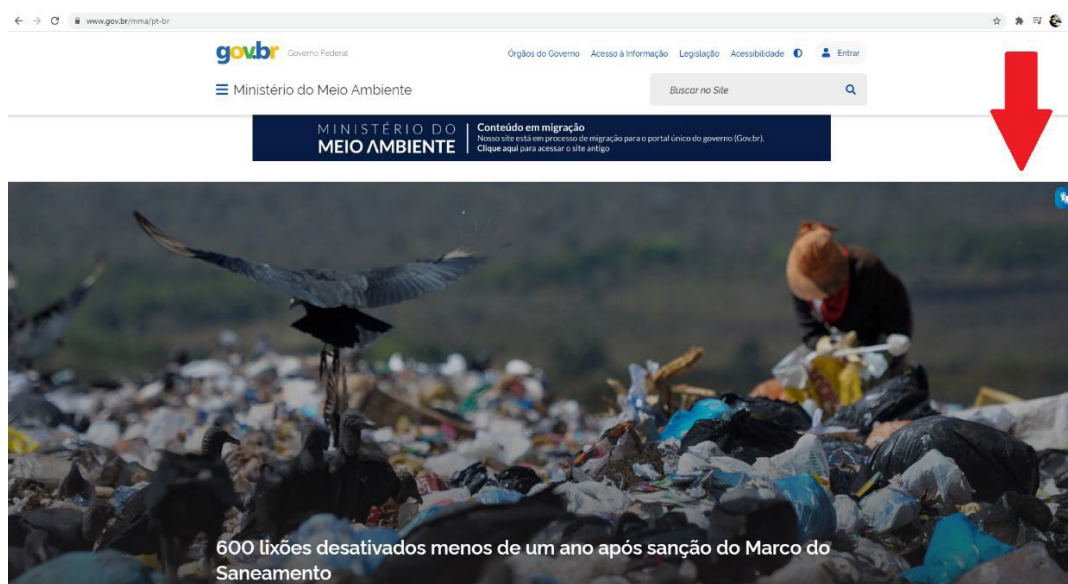 www.gov.br/mma/pt-br
gov.br Governo Federal Órgãos do Governo Acesso à Informação Legislação Acessibilidade Entrar
Ministério do Meio Ambiente Buscar no Site
MINISTÉRIO DO
MEIO AMBIENTE
Conteúdo em migração
Nosso site está em processo de migração para o portal único do governo (Gov.br).
Clique aqui para acessar o site antigo
600 lixões desativados menos de um ano após sanção do Marco do
Saneamento